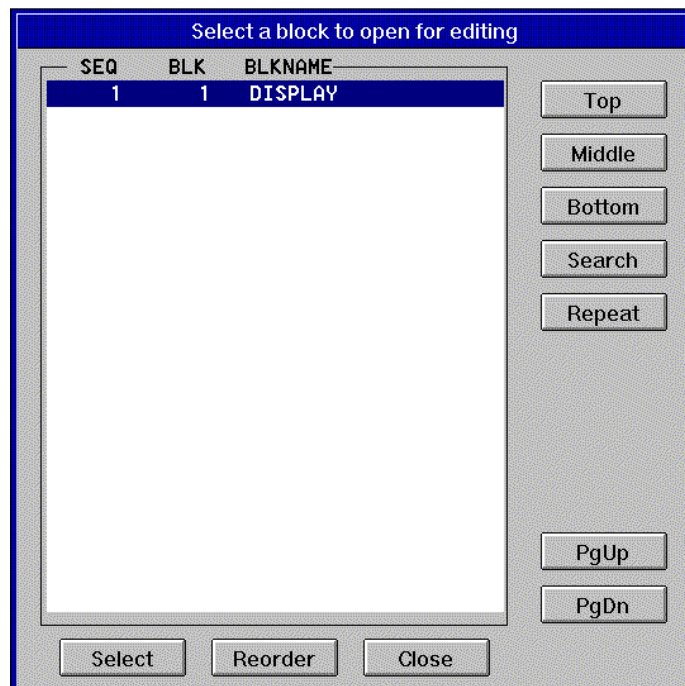 Select a block to open for editing
SEQ BLK BLKNAME
1 1 DISPLAY
Top
Middle
Bottom
Search
Repeat
PgUp
PgDn
Select Reorder Close